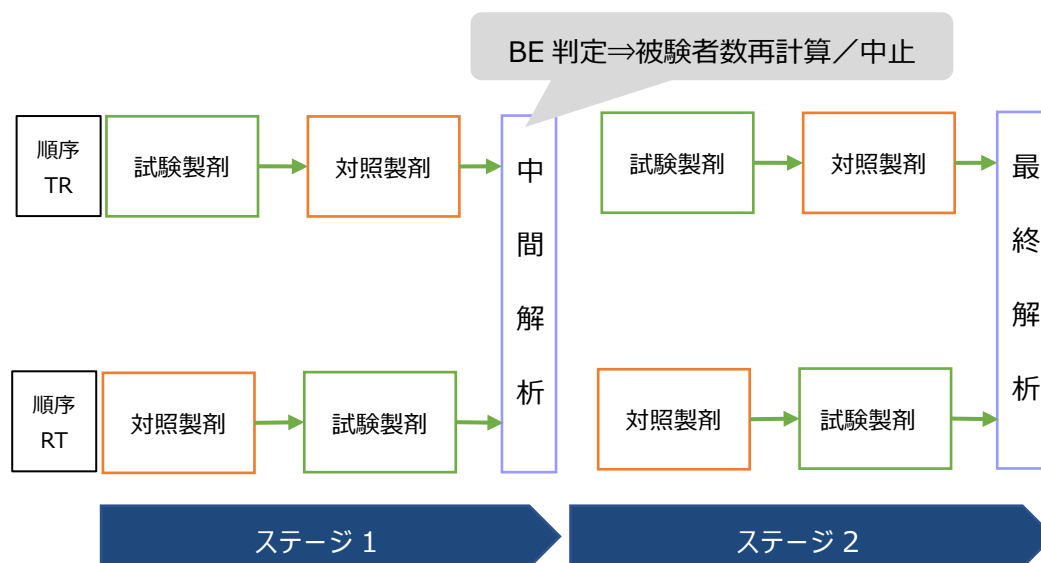 BE 判定⇒被験者数再計算／中止
順序
TR
試験製剤
対照製剤
中
間
解
析
試験製剤
対照製剤
最
終
解
析
順序
RT
対照製剤
試験製剤
対照製剤
試験製剤
ステージ 1
ステージ 2